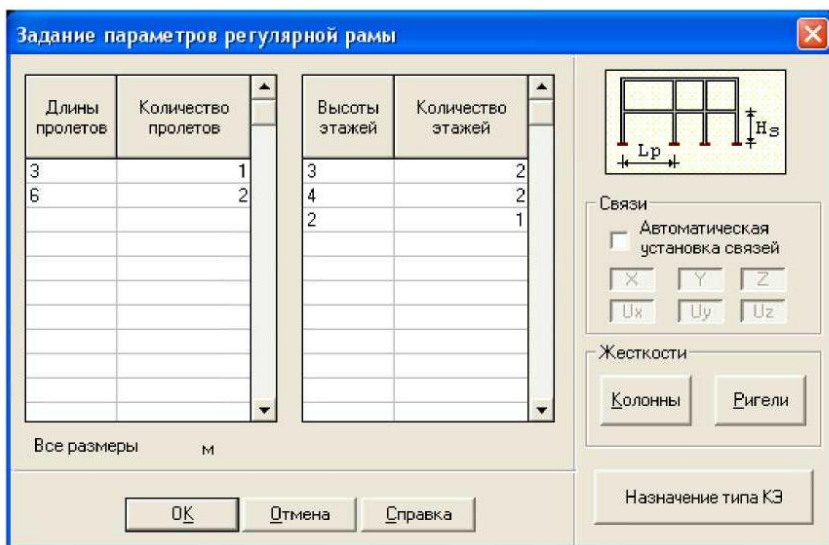 Задание параметров регулярной рамы
Длины пролетов
Количество пролетов
3 1
6 2
Высоты этажей
Количество этажей
3 2
4 2
2 1
Все размеры м
OK
Отмена
Справка
Lp
Hs
Связи
Автоматическая установка связей
X Y Z
Ux Uy Uz
Жесткости
Колонны
Ригели
Назначение типа КЭ